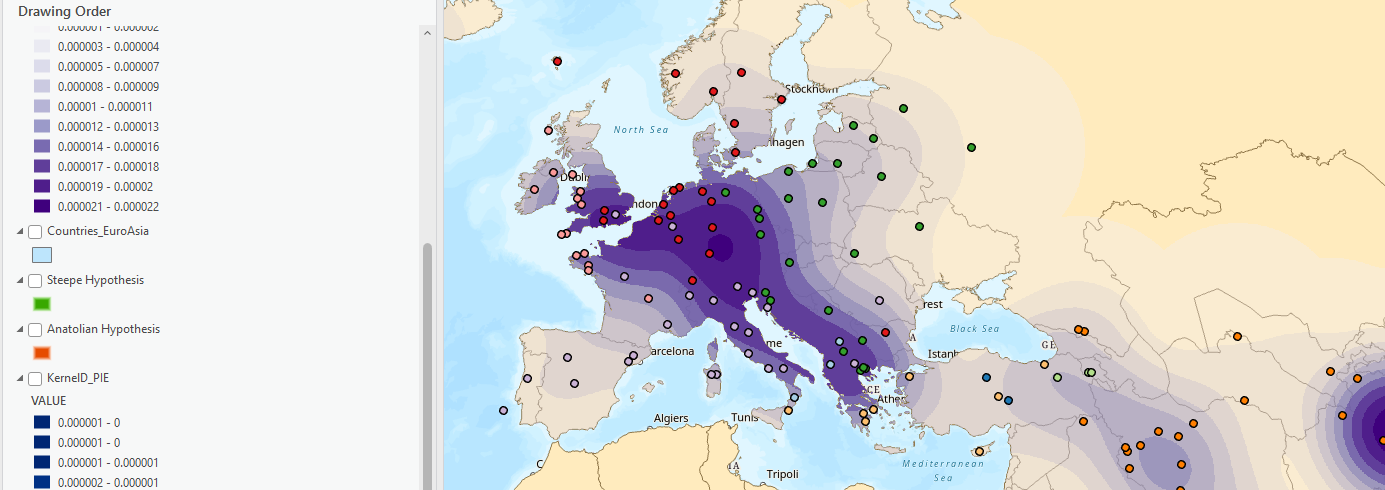 Drawing Order
0.000001 - 0.000002
0.000003 - 0.000004
0.000005 - 0.000007
0.000008 - 0.000009
0.00001 - 0.000011
0.000012 - 0.000013
0.000014 - 0.000016
0.000017 - 0.000018
0.000019 - 0.00002
0.000021 - 0.000022
Countries_EuroAsia
Steepe Hypothesis
Anatolian Hypothesis
KernelD_PIE
VALUE
0.000001 - 0
0.000001 - 0
0.000001 - 0.000001
0.000002 - 0.000001
Stockholm
North Sea
nhagen
Dublin
ndon
rest
Black Sea
A
GE
me
Istanb
arcelona
CE
Athen
Algiers
Tunis
C
IA
Tripoli
Mediterranean
Sea